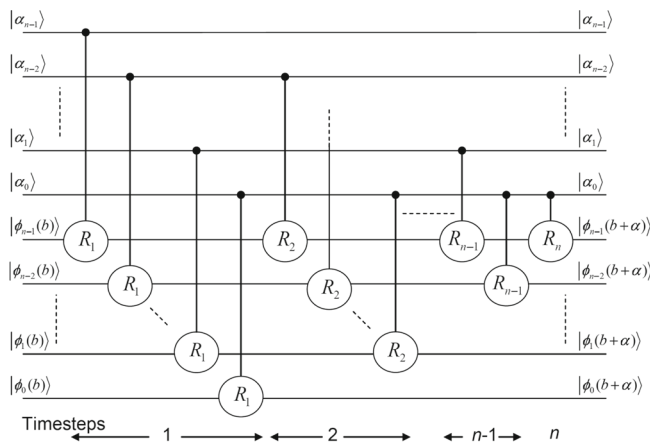 |α_{n−1}⟩ |α_{n−1}⟩
|α_{n−2}⟩ |α_{n−2}⟩
|α_1⟩ |α_1⟩
|α_0⟩ |α_0⟩
|ϕ_{n−1}(b)⟩ R_1 R_2 R_{n−1} R_n |ϕ_{n−1}(b+α)⟩
|ϕ_{n−2}(b)⟩ R_1 R_2 R_{n−1} |ϕ_{n−2}(b+α)⟩
|ϕ_1(b)⟩ R_1 R_2 |ϕ_1(b+α)⟩
|ϕ_0(b)⟩ R_1 |ϕ_0(b+α)⟩
Timesteps 1 2 n-1 n